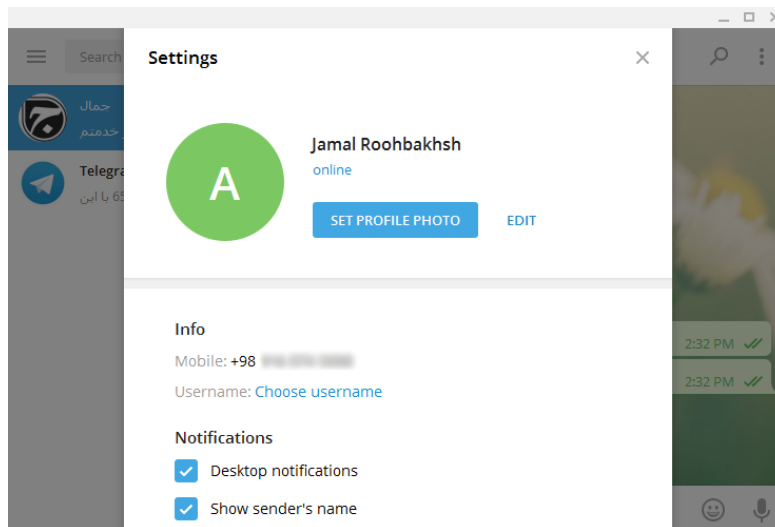 Search
Settings
جمال
خدمتم
Telegra
65 با این
A
Jamal Roohbakhsh
online
SET PROFILE PHOTO
EDIT
Info
Mobile: +98
Username: Choose username
Notifications
Desktop notifications
Show sender's name
2:32 PM
2:32 PM